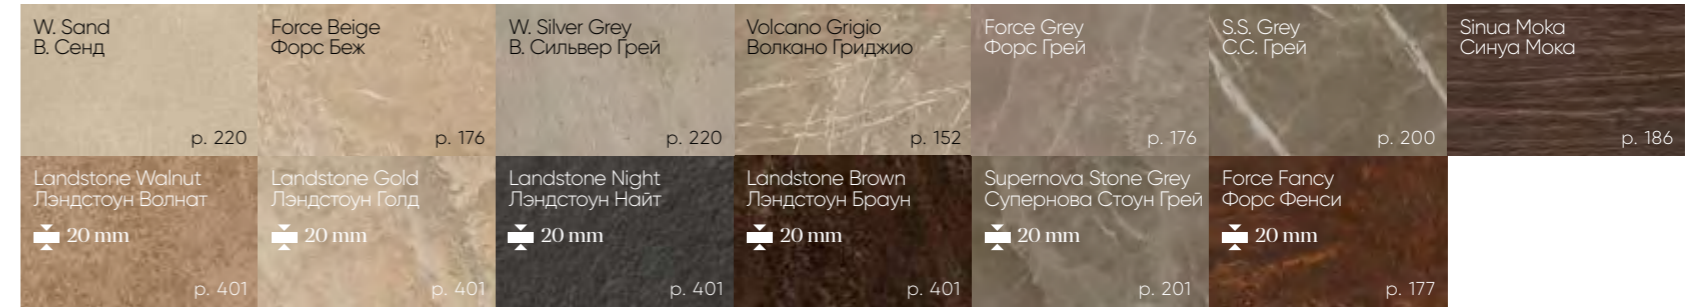 W. Sand
В. Сенд
p. 220
Force Beige
Форс Беж
p. 176
W. Silver Grey
В. Сильвер Грей
p. 220
Volcano Grigio
Волкано Гриджио
p. 152
Force Grey
Форс Грей
p. 176
S.S. Grey
С.С. Грей
p. 200
Sinua Moka
Синуа Мока
p. 186
Landstone Walnut
Лэндстоун Волнат
20 mm
p. 401
Landstone Gold
Лэндстоун Голд
20 mm
p. 401
Landstone Night
Лэндстоун Найт
20 mm
p. 401
Landstone Brown
Лэндстоун Браун
20 mm
p. 401
Supernova Stone Grey
Супернова Стоун Грей
20 mm
p. 201
Force Fancy
Форс Фенси
20 mm
p. 177